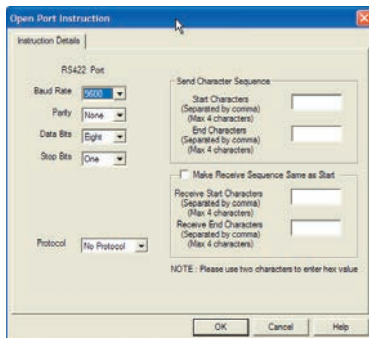 Open Port Instruction
Instruction Details
RS422 Port
Baud Rate 9600
Parity None
Data Bits Eight
Stop Bits One
Protocol No Protocol
Send Character Sequence
Start Characters
(Separated by comma)
(Max 4 characters)
End Characters
(Separated by comma)
(Max 4 characters)
Make Receive Sequence Same as Start
Receive Start Characters
(Separated by comma)
(Max 4 characters)
Receive End Characters
(Separated by comma)
(Max 4 characters)
NOTE : Please use two characters to enter hex value
OK Cancel Help